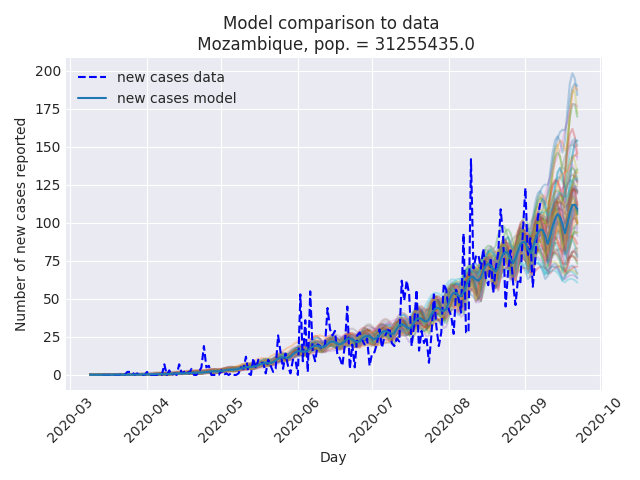 Model comparison to data
Mozambique, pop. = 31255435.0
new cases data
new cases model
Number of new cases reported
200
175
150
125
100
75
50
25
0
2020-03
2020-04
2020-05
2020-06
2020-07
2020-08
2020-09
2020-10
Day